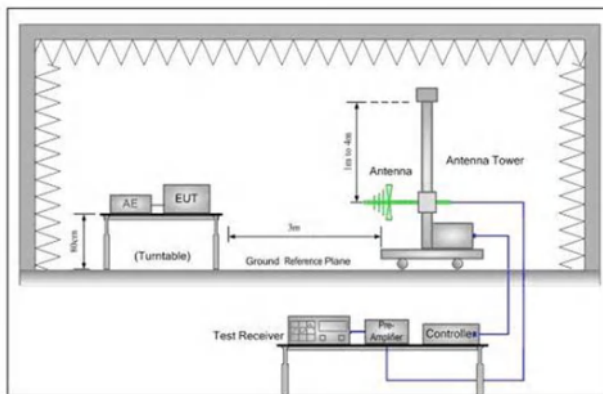 1m to 4m
Antenna
Antenna Tower
AE
EUT
80cm
(Turntable)
3m
Ground Reference Plane
Test Receiver
Pre-
Amplifier
Controller